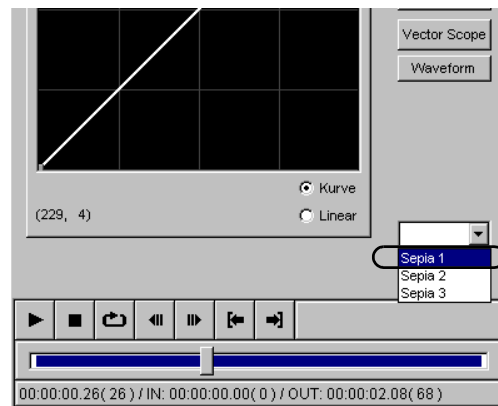 Vector Scope
Waveform
Kurve
(229, 4)
Linear
Sepia 1
Sepia 2
Sepia 3
00:00:00.26( 26 ) / IN: 00:00:00.00( 0 ) / OUT: 00:00:02.08( 68 )